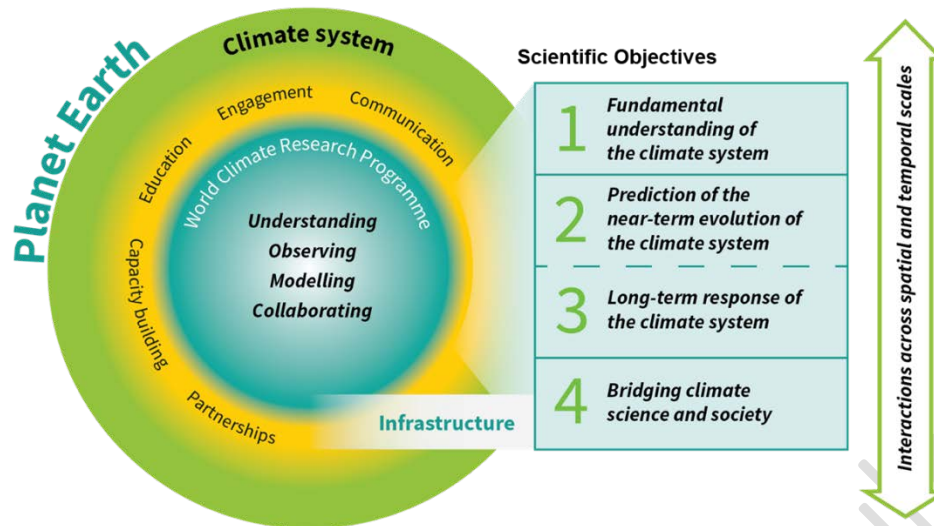 Planet Earth
Climate system
Engagement
Communication
Education
Capacity building
Partnerships
World Climate Research Programme
Understanding
Observing
Modelling
Collaborating
Infrastructure
Scientific Objectives
1
Fundamental
understanding of
the climate system
2
Prediction of the
near-term evolution of
the climate system
3
Long-term response of
the climate system
4
Bridging climate
science and society
Interactions across spatial and temporal scales